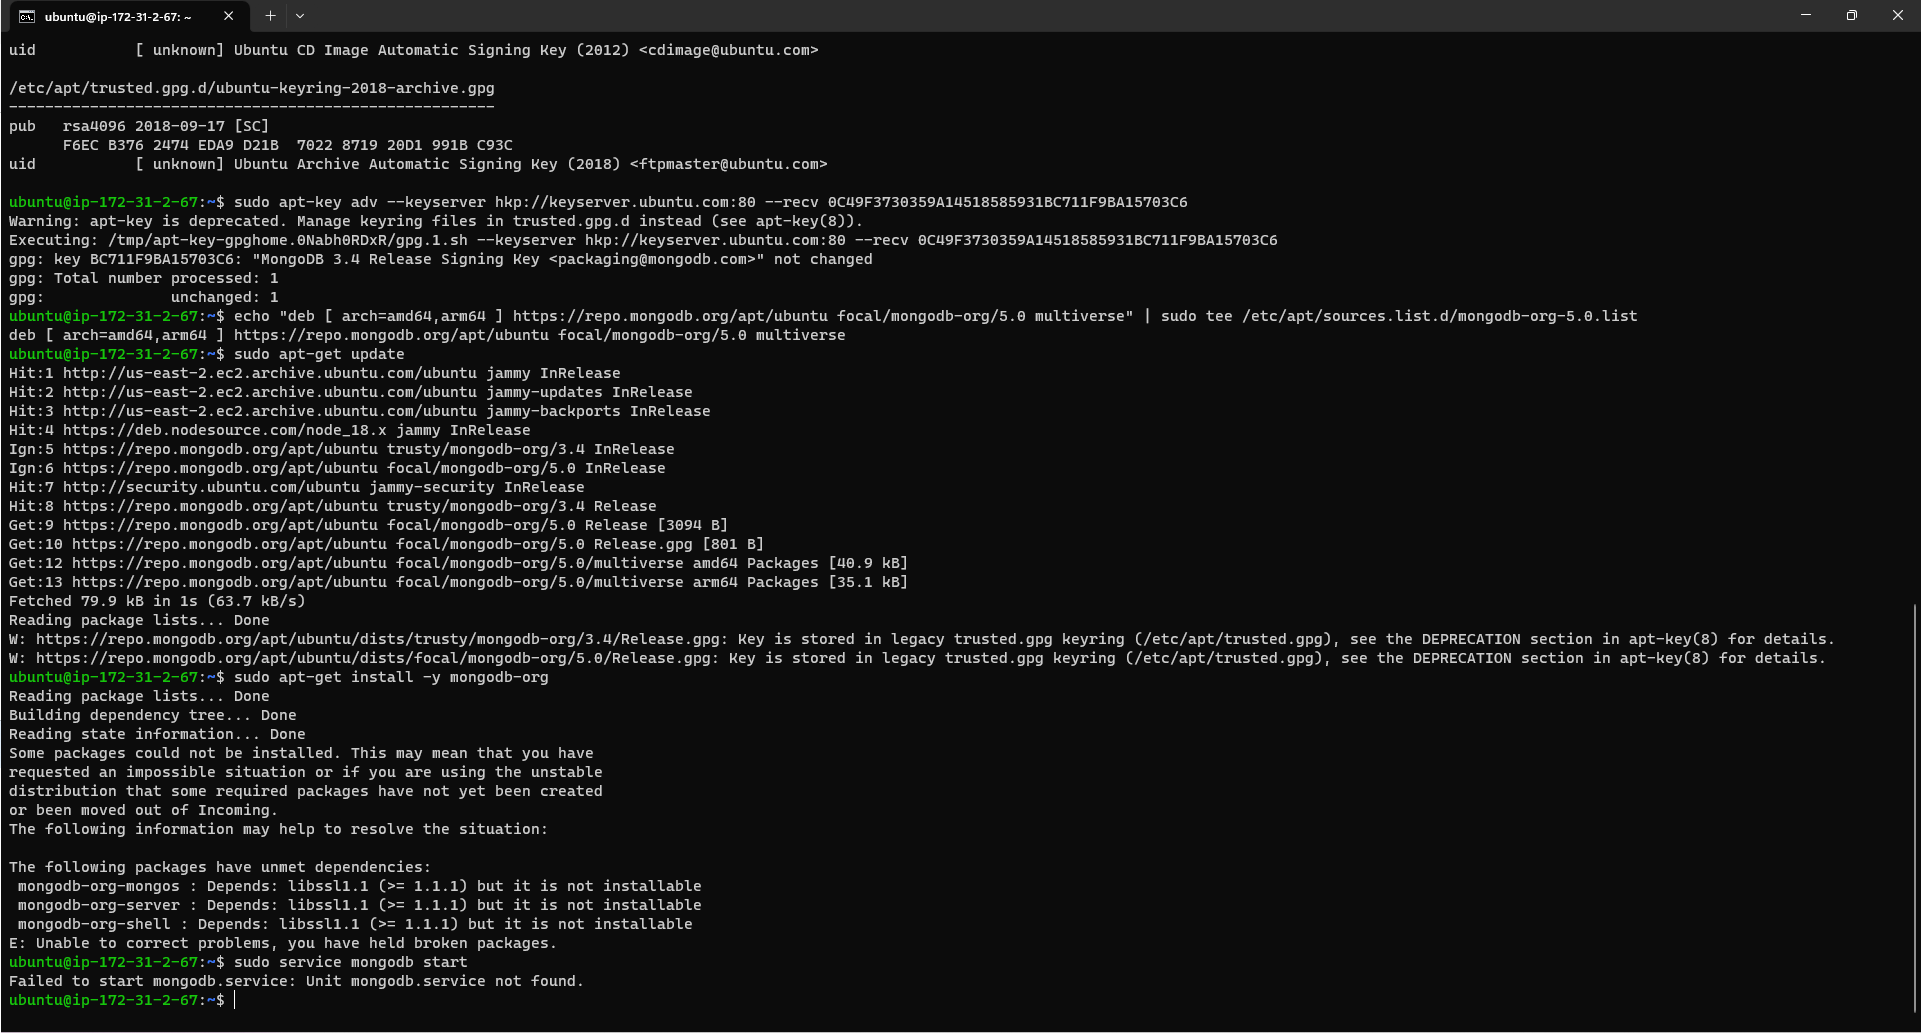 ubuntu@ip-172-31-2-67: ~
uid           [ unknown] Ubuntu CD Image Automatic Signing Key (2012) <cdimage@ubuntu.com>
/etc/apt/trusted.gpg.d/ubuntu-keyring-2018-archive.gpg
------------------------------------------------------
pub   rsa4096 2018-09-17 [SC]
      F6EC B376 2474 EDA9 D21B  7022 8719 20D1 991B C93C
uid           [ unknown] Ubuntu Archive Automatic Signing Key (2018) <ftpmaster@ubuntu.com>
ubuntu@ip-172-31-2-67:~$ sudo apt-key adv --keyserver hkp://keyserver.ubuntu.com:80 --recv 0C49F3730359A14518585931BC711F9BA15703C6
Warning: apt-key is deprecated. Manage keyring files in trusted.gpg.d instead (see apt-key(8)).
Executing: /tmp/apt-key-gpghome.0Nabh0RDxR/gpg.1.sh --keyserver hkp://keyserver.ubuntu.com:80 --recv 0C49F3730359A14518585931BC711F9BA15703C6
gpg: key BC711F9BA15703C6: "MongoDB 3.4 Release Signing Key <packaging@mongodb.com>" not changed
gpg: Total number processed: 1
gpg:              unchanged: 1
ubuntu@ip-172-31-2-67:~$ echo "deb [ arch=amd64,arm64 ] https://repo.mongodb.org/apt/ubuntu focal/mongodb-org/5.0 multiverse" | sudo tee /etc/apt/sources.list.d/mongodb-org-5.0.list
deb [ arch=amd64,arm64 ] https://repo.mongodb.org/apt/ubuntu focal/mongodb-org/5.0 multiverse
ubuntu@ip-172-31-2-67:~$ sudo apt-get update
Hit:1 http://us-east-2.ec2.archive.ubuntu.com/ubuntu jammy InRelease
Hit:2 http://us-east-2.ec2.archive.ubuntu.com/ubuntu jammy-updates InRelease
Hit:3 http://us-east-2.ec2.archive.ubuntu.com/ubuntu jammy-backports InRelease
Hit:4 https://deb.nodesource.com/node_18.x jammy InRelease
Ign:5 https://repo.mongodb.org/apt/ubuntu trusty/mongodb-org/3.4 InRelease
Ign:6 https://repo.mongodb.org/apt/ubuntu focal/mongodb-org/5.0 InRelease
Hit:7 http://security.ubuntu.com/ubuntu jammy-security InRelease
Hit:8 https://repo.mongodb.org/apt/ubuntu trusty/mongodb-org/3.4 Release
Get:9 https://repo.mongodb.org/apt/ubuntu focal/mongodb-org/5.0 Release [3094 B]
Get:10 https://repo.mongodb.org/apt/ubuntu focal/mongodb-org/5.0 Release.gpg [801 B]
Get:12 https://repo.mongodb.org/apt/ubuntu focal/mongodb-org/5.0/multiverse amd64 Packages [40.9 kB]
Get:13 https://repo.mongodb.org/apt/ubuntu focal/mongodb-org/5.0/multiverse arm64 Packages [35.1 kB]
Fetched 79.9 kB in 1s (63.7 kB/s)
Reading package lists... Done
W: https://repo.mongodb.org/apt/ubuntu/dists/trusty/mongodb-org/3.4/Release.gpg: Key is stored in legacy trusted.gpg keyring (/etc/apt/trusted.gpg), see the DEPRECATION section in apt-key(8) for details.
W: https://repo.mongodb.org/apt/ubuntu/dists/focal/mongodb-org/5.0/Release.gpg: Key is stored in legacy trusted.gpg keyring (/etc/apt/trusted.gpg), see the DEPRECATION section in apt-key(8) for details.
ubuntu@ip-172-31-2-67:~$ sudo apt-get install -y mongodb-org
Reading package lists... Done
Building dependency tree... Done
Reading state information... Done
Some packages could not be installed. This may mean that you have
requested an impossible situation or if you are using the unstable
distribution that some required packages have not yet been created
or been moved out of Incoming.
The following information may help to resolve the situation:
The following packages have unmet dependencies:
 mongodb-org-mongos : Depends: libssl1.1 (>= 1.1.1) but it is not installable
 mongodb-org-server : Depends: libssl1.1 (>= 1.1.1) but it is not installable
 mongodb-org-shell : Depends: libssl1.1 (>= 1.1.1) but it is not installable
E: Unable to correct problems, you have held broken packages.
ubuntu@ip-172-31-2-67:~$ sudo service mongodb start
Failed to start mongodb.service: Unit mongodb.service not found.
ubuntu@ip-172-31-2-67:~$